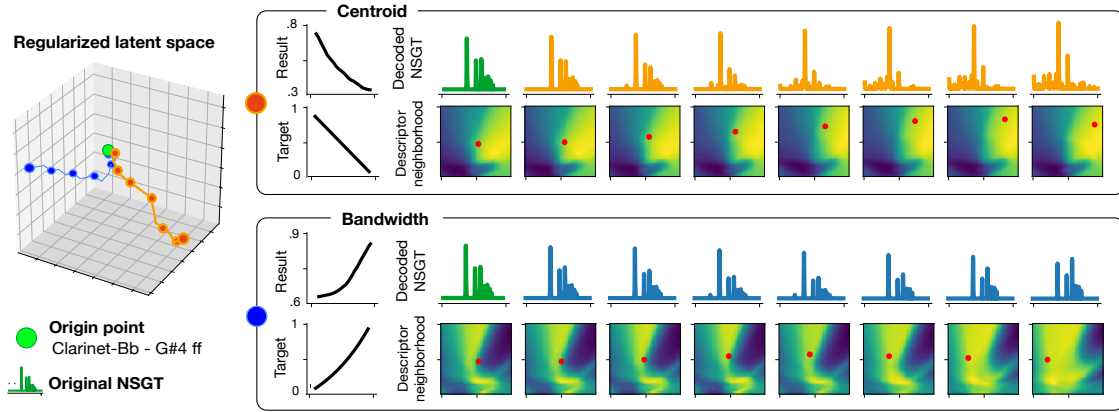 Regularized latent space
Origin point
Clarinet-Bb - G#4 ff
Original NSGT
Centroid
.8
Result
.3
1
Target
0
Decoded
NSGT
Descriptor
neighborhood
Bandwidth
.9
Result
.6
1
Target
0
Decoded
NSGT
Descriptor
neighborhood